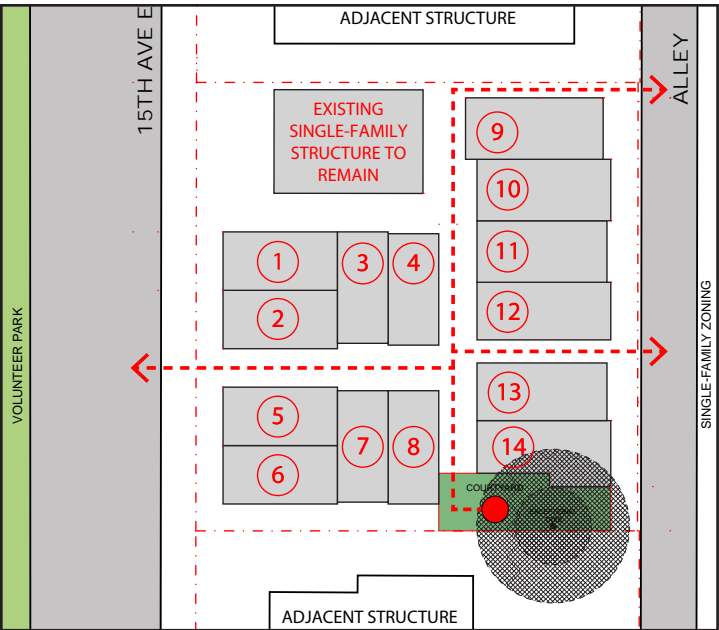 ADJACENT STRUCTURE
15TH AVE E
ALLEY
EXISTING
SINGLE-FAMILY
STRUCTURE TO
REMAIN
9
10
11
12
1
2
3
4
VOLUNTEER PARK
SINGLE-FAMILY ZONING
5
6
7
8
13
14
COURTYARD
EXCEPTIONAL
ADJACENT STRUCTURE